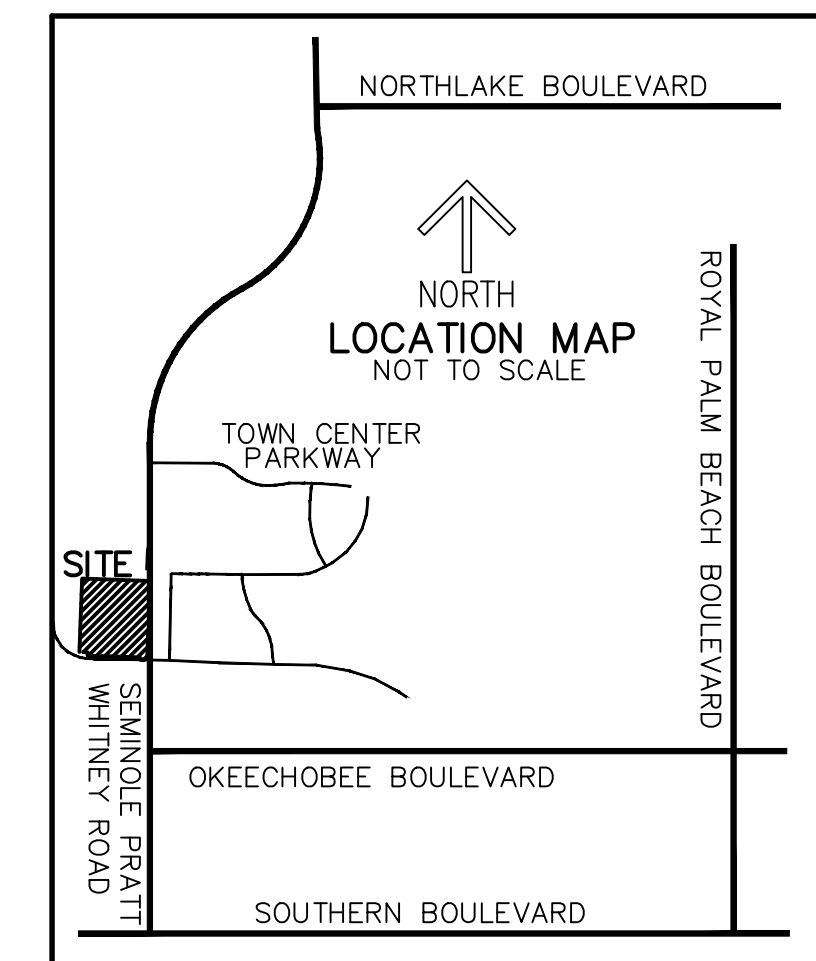 NORTHLAKE BOULEVARD
NORTH
LOCATION MAP
NOT TO SCALE
ROYAL PALM BEACH BOULEVARD
TOWN CENTER
PARKWAY
SITE
SEMINOLE PRATT
WHITNEY ROAD
OKEECHOBEE BOULEVARD
SOUTHERN BOULEVARD